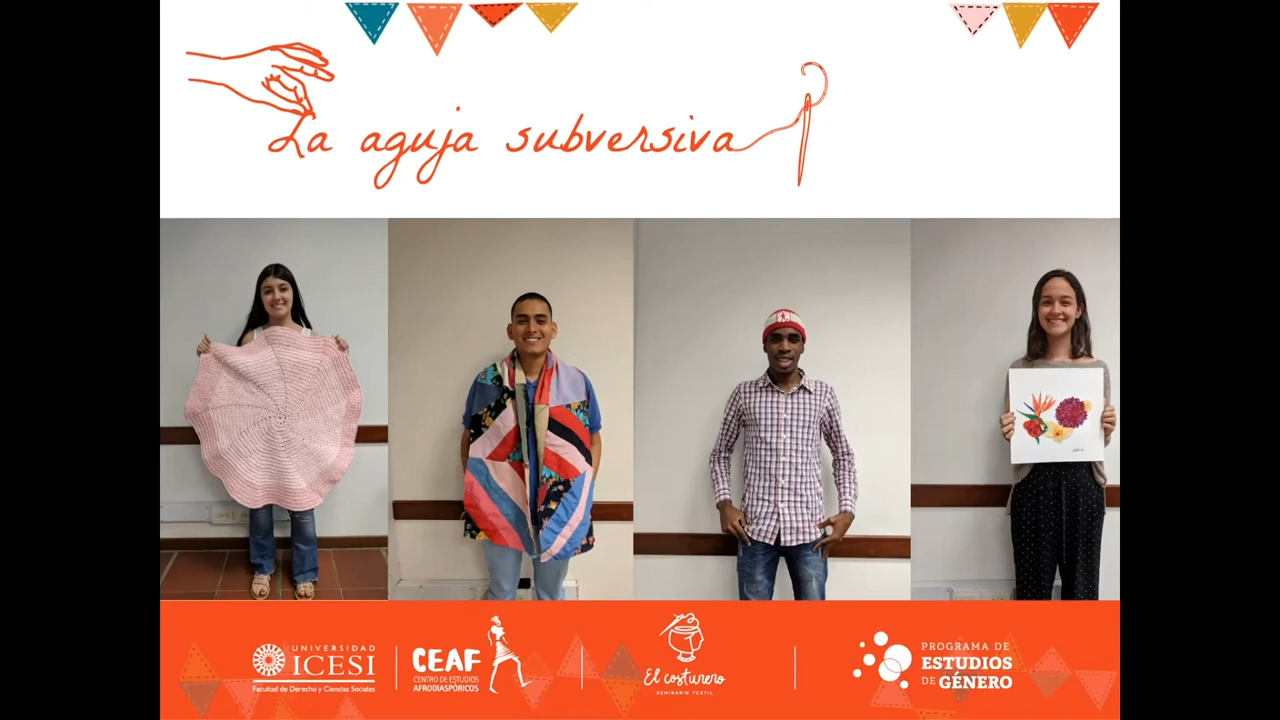 La aguja subversiva
UNIVERSIDAD
ICESI
Facultad de Derecho y Ciencias Sociales
CEAF
CENTRO DE ESTUDIOS
AFRODIASPÓRICOS
El costurero
SEMINARIO TEXTIL
PROGRAMA DE
ESTUDIOS
DE GÉNERO